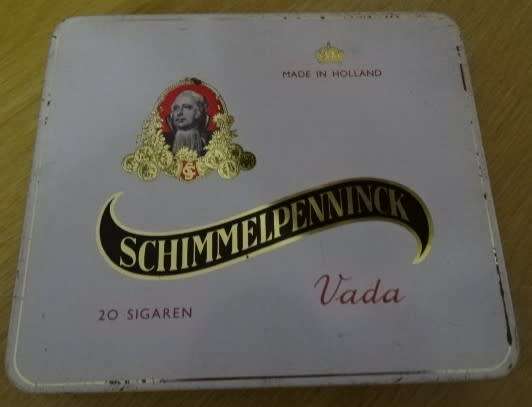 MADE IN HOLLAND
SCHIMMELPENNINCK
Vada
20 SIGAREN